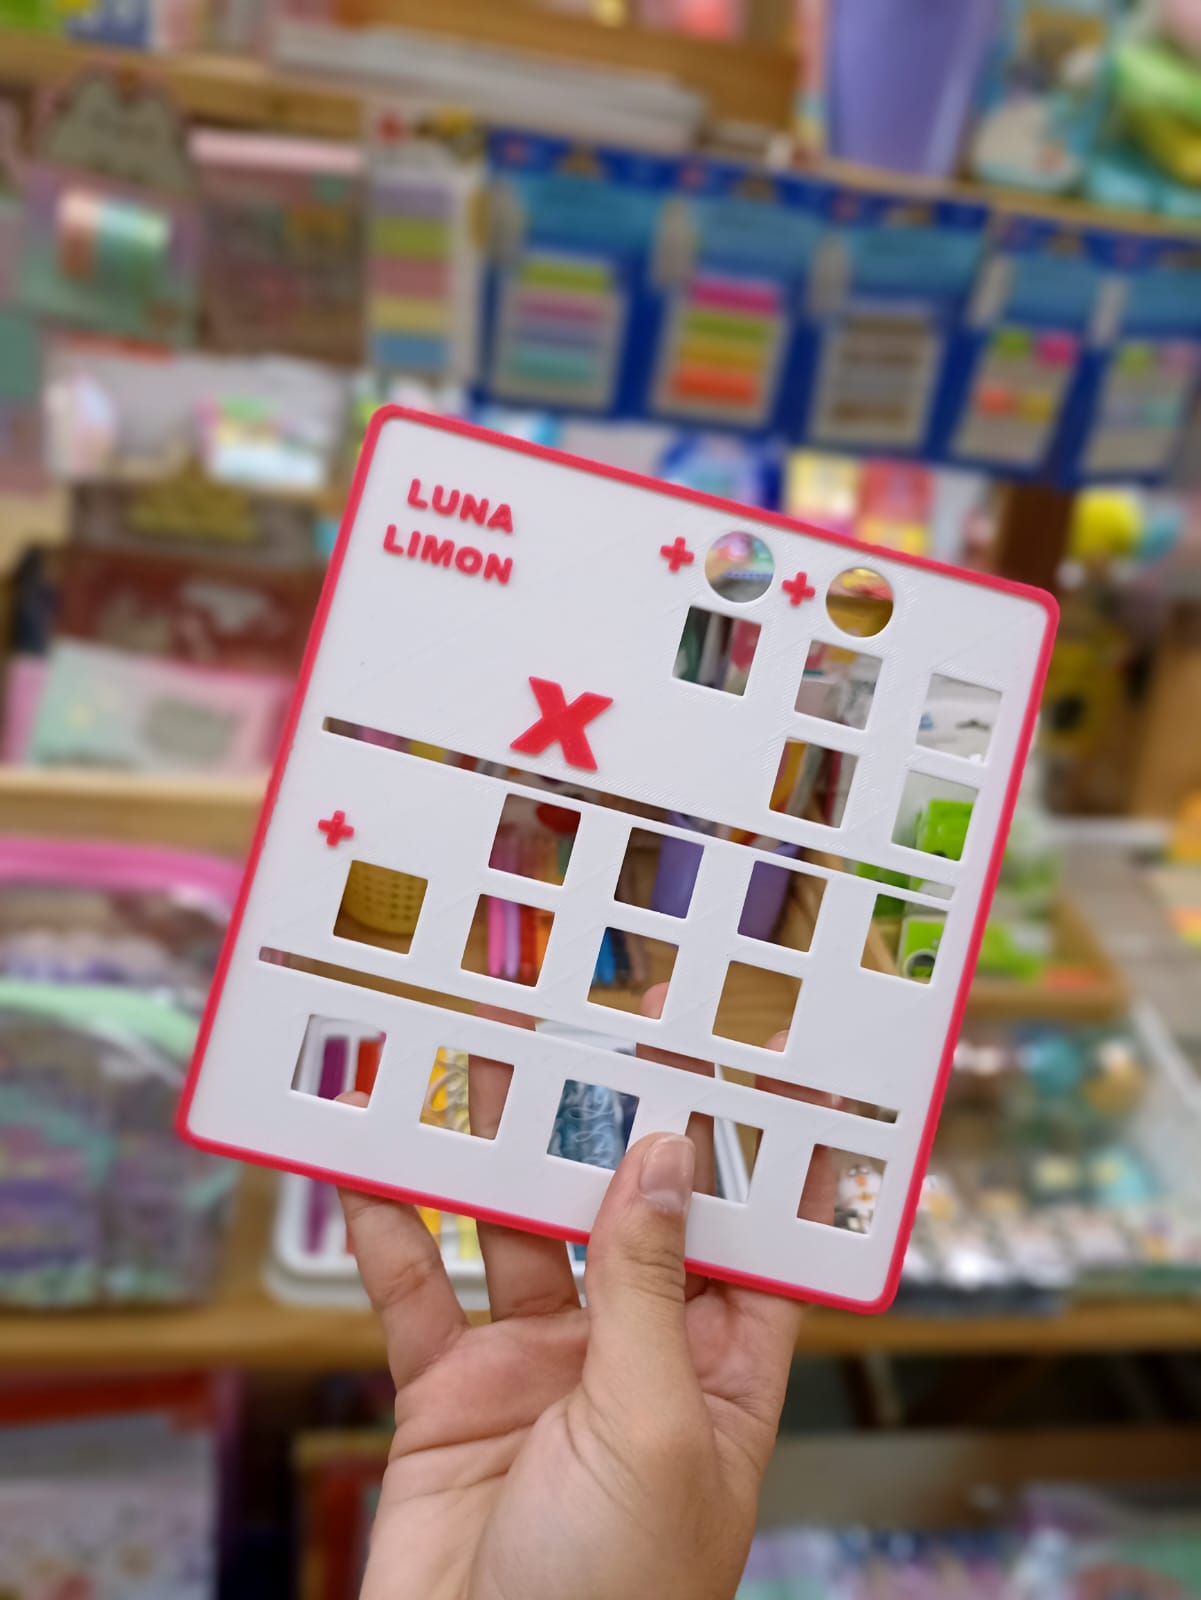 LUNA
LIMON
+ +
X
+